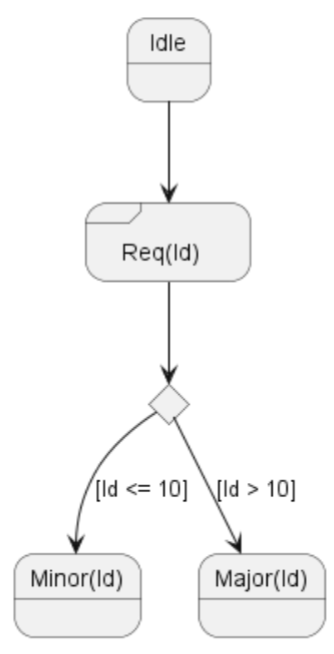 Idle
Req(Id)
[Id <= 10]
[Id > 10]
Minor(Id)
Major(Id)